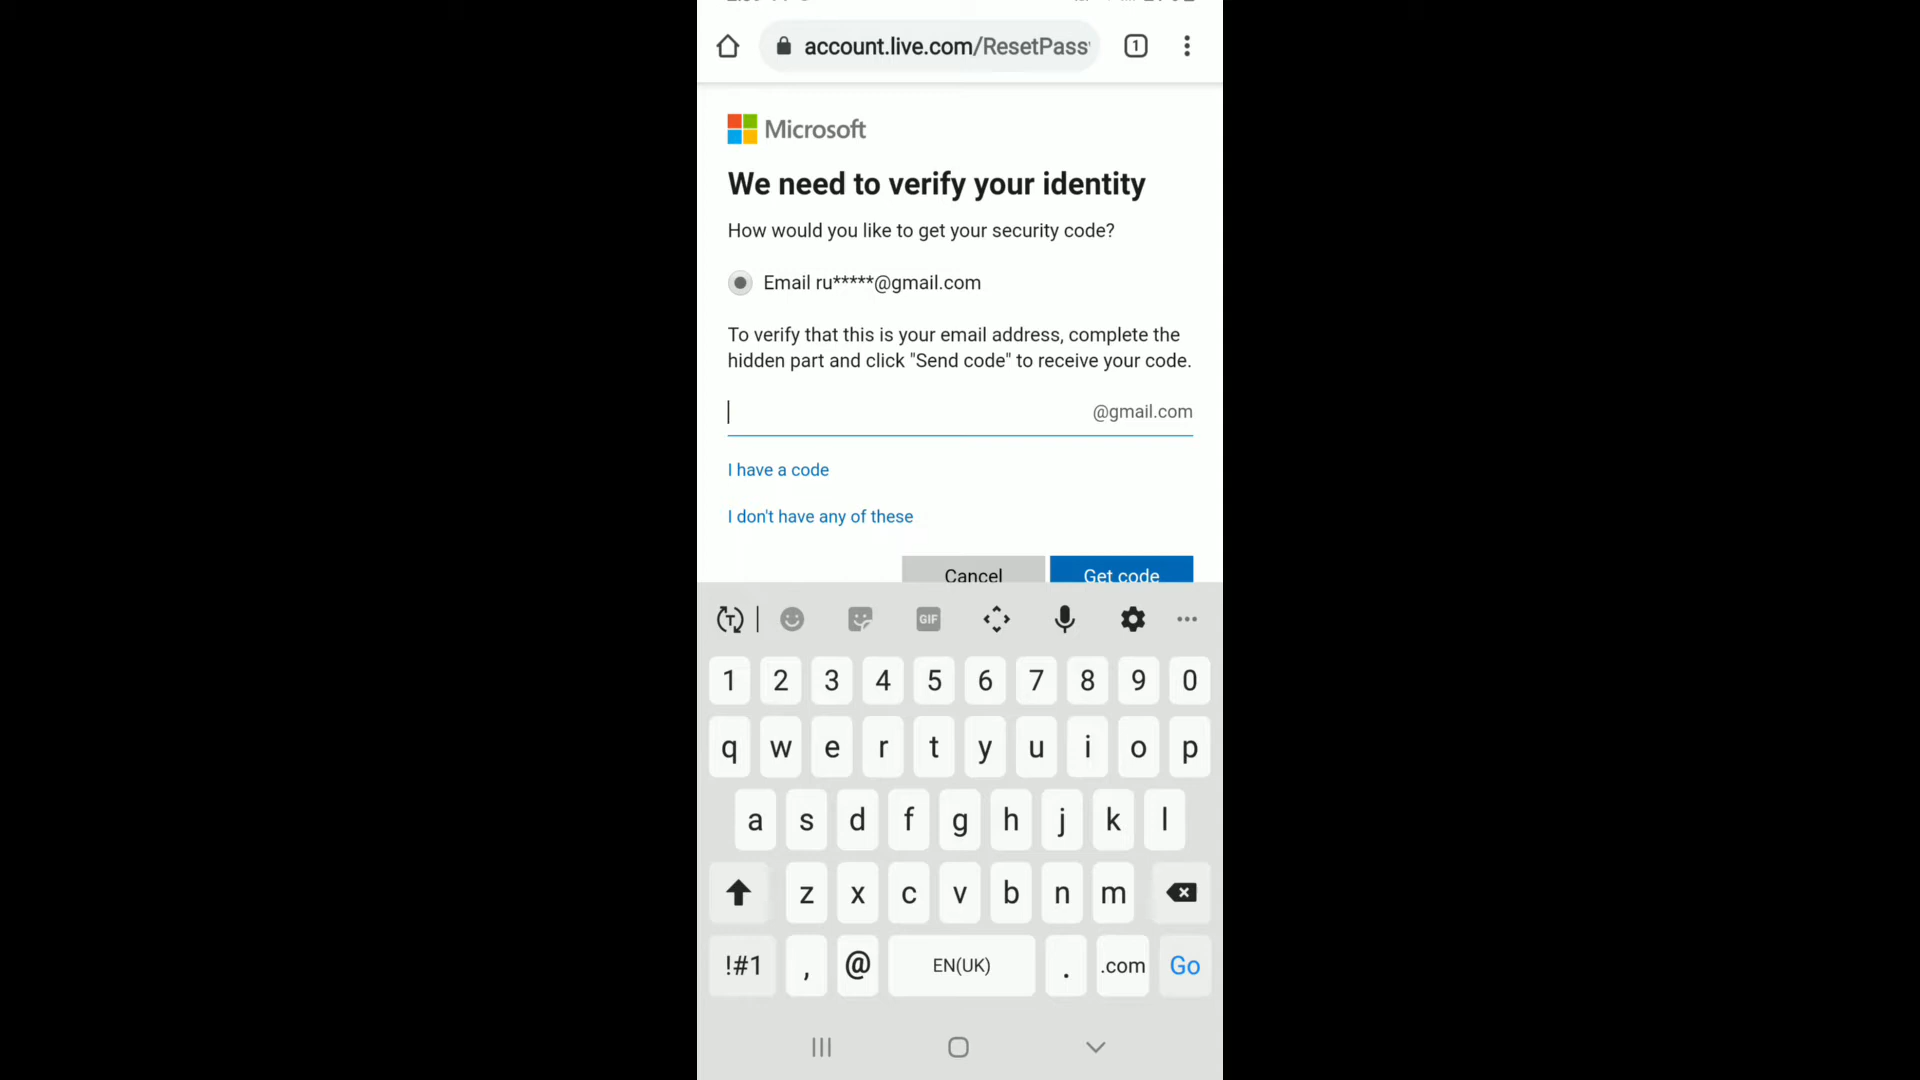 account.live.com/ResetPass
1
Microsoft
We need to verify your identity
How would you like to get your security code?
Email ru*****@gmail.com
To verify that this is your email address, complete the
hidden part and click "Send code" to receive your code.
@gmail.com
I have a code
I don't have any of these
Cancel
Get code
T
GIF
1 2 3 4 5 6 7 8 9 0
q w e r t y u i o p
a s d f g h j k l
z x c v b n m
!#1 , @ EN(UK) . .com Go